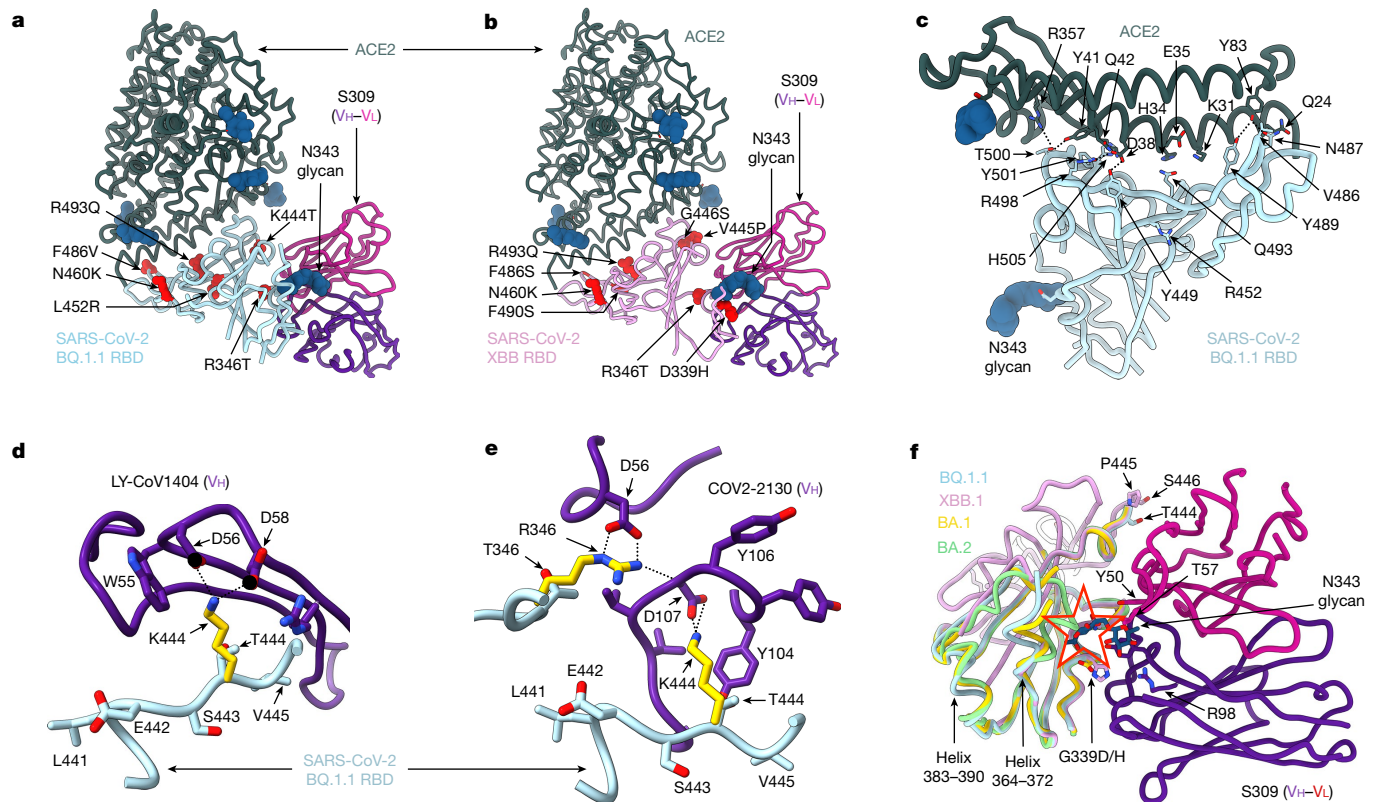 a
ACE2
S309
(VH–VL)
N343
glycan
R493Q
K444T
F486V
N460K
L452R
SARS-CoV-2
BQ.1.1 RBD
R346T
b
ACE2
S309
(VH–VL)
N343
glycan
G446S
V445P
R493Q
F486S
N460K
F490S
SARS-CoV-2
XBB RBD
R346T
D339H
c
ACE2
R357
Y41
Q42
E35
Y83
H34
K31
Q24
D38
T500
N487
Y501
R498
V486
Y489
H505
Q493
Y449
R452
N343
glycan
SARS-CoV-2
BQ.1.1 RBD
d
LY-CoV1404 (VH)
D58
D56
W55
K444
T444
E442
S443
V445
L441
SARS-CoV-2
BQ.1.1 RBD
e
D56
COV2-2130 (VH)
R346
T346
Y106
D107
Y104
E442
K444
L441
T444
S443
V445
f
BQ.1.1
XBB.1
BA.1
BA.2
P445
S446
T444
Y50
T57
N343
glycan
R98
Helix
383–390
Helix
364–372
G339D/H
S309 (VH–VL)